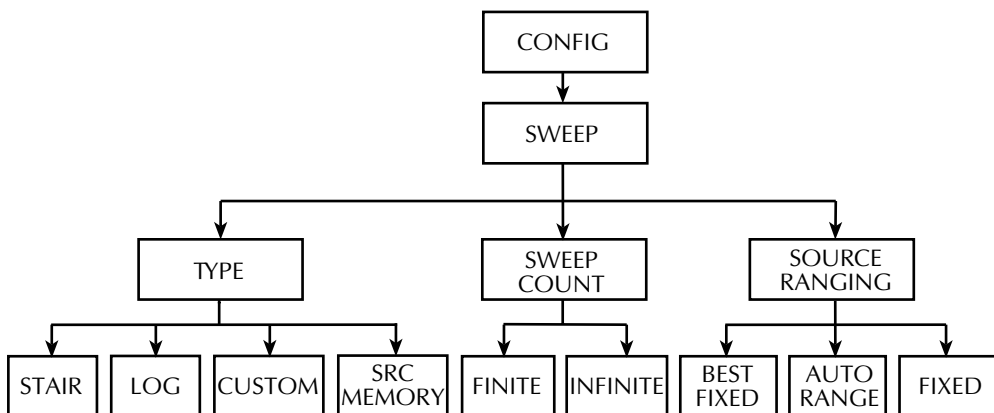 CONFIG
SWEEP
TYPE
SWEEP
COUNT
SOURCE
RANGING
STAIR
LOG
CUSTOM
SRC
MEMORY
FINITE
INFINITE
BEST
FIXED
AUTO
RANGE
FIXED